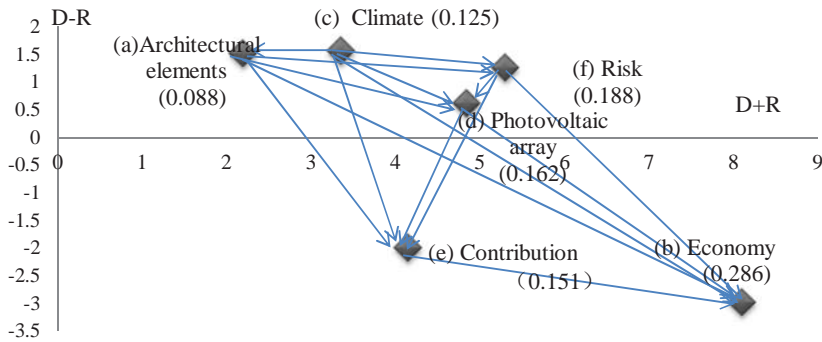 D-R
(c) Climate (0.125)
2
1.5
1
0.5
0
-0.5
-1
-1.5
-2
-2.5
-3
-3.5
(a)Architectural
elements
(0.088)
(f) Risk
(0.188)
D+R
(d) Photovoltaic
array
(0.162)
0 1 2 3 4 5 6 7 8 9
(e) Contribution
（0.151）
(b) Economy
(0.286)